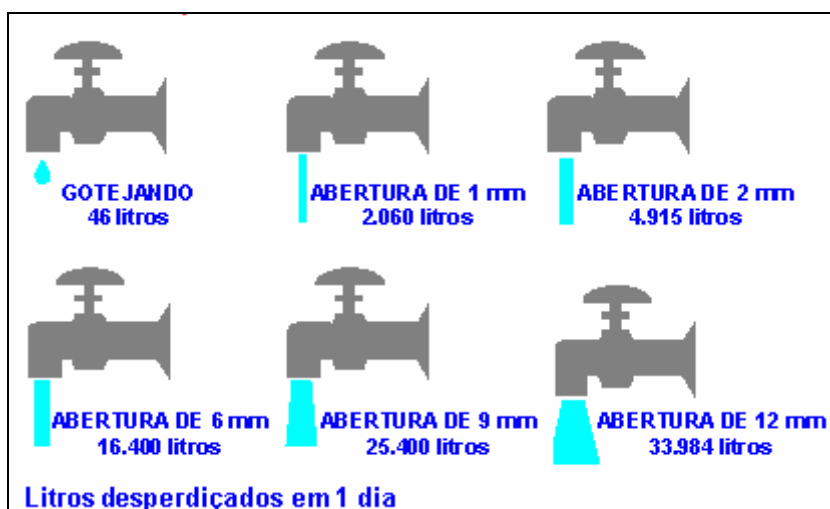 GOTEJANDO
46 litros
ABERTURA DE 1 mm
2.060 litros
ABERTURA DE 2 mm
4.915 litros
ABERTURA DE 6 mm
16.400 litros
ABERTURA DE 9 mm
25.400 litros
ABERTURA DE 12 mm
33.984 litros
Litros desperdiçados em 1 dia